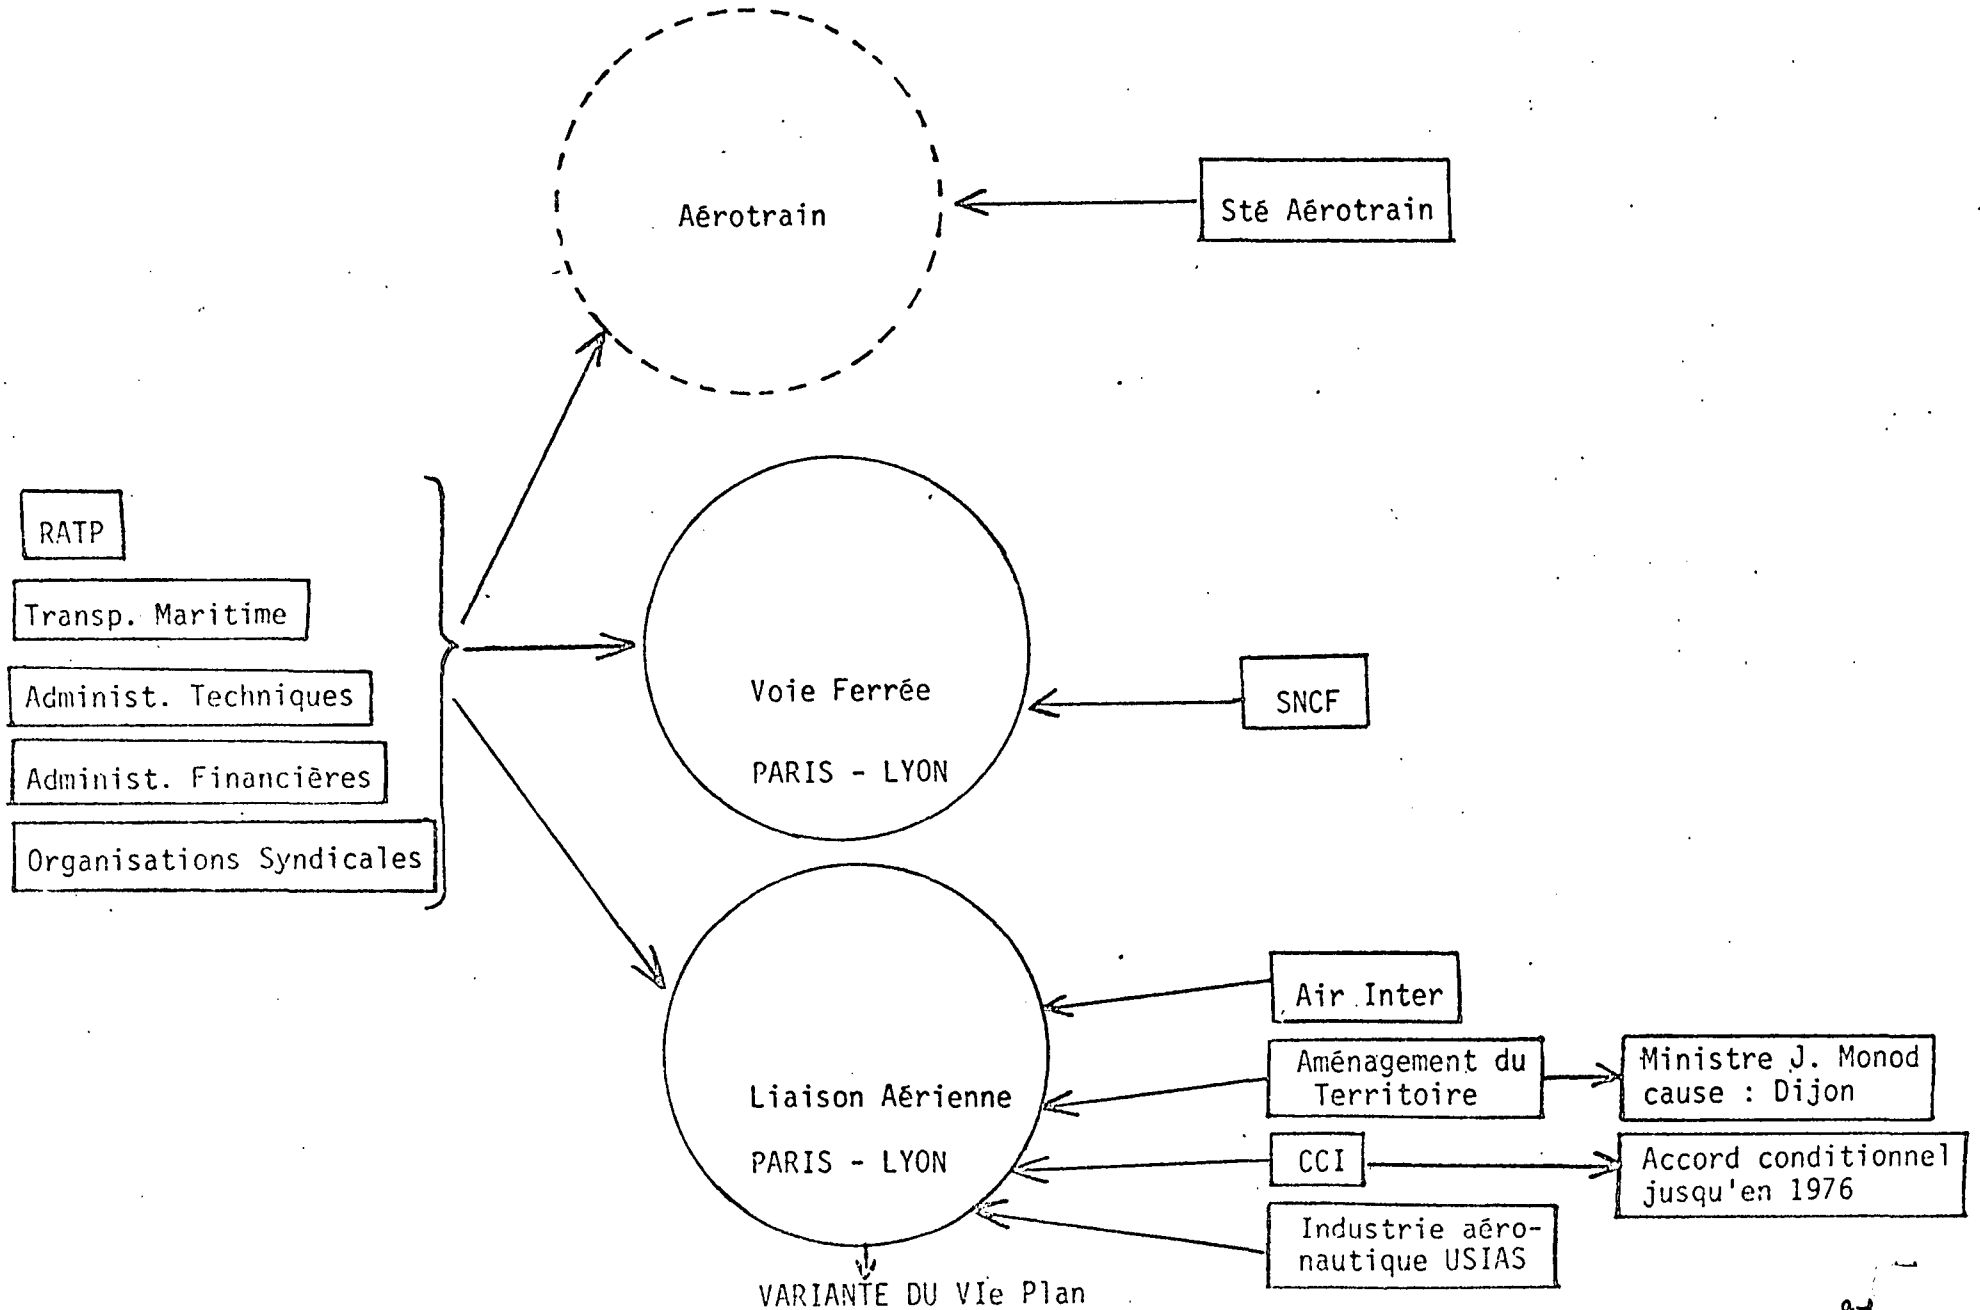 Aérotrain
Sté Aérotrain
RATP
Transp. Maritime
Administ. Techniques
Administ. Financières
Organisations Syndicales
Voie Ferrée
PARIS - LYON
SNCF
Liaison Aérienne
PARIS - LYON
Air Inter
Aménagement du
Territoire
Ministre J. Monod
cause : Dijon
CCI
Accord conditionnel
jusqu'en 1976
Industrie aéro-
nautique USIAS
VARIANTE DU VIe Plan